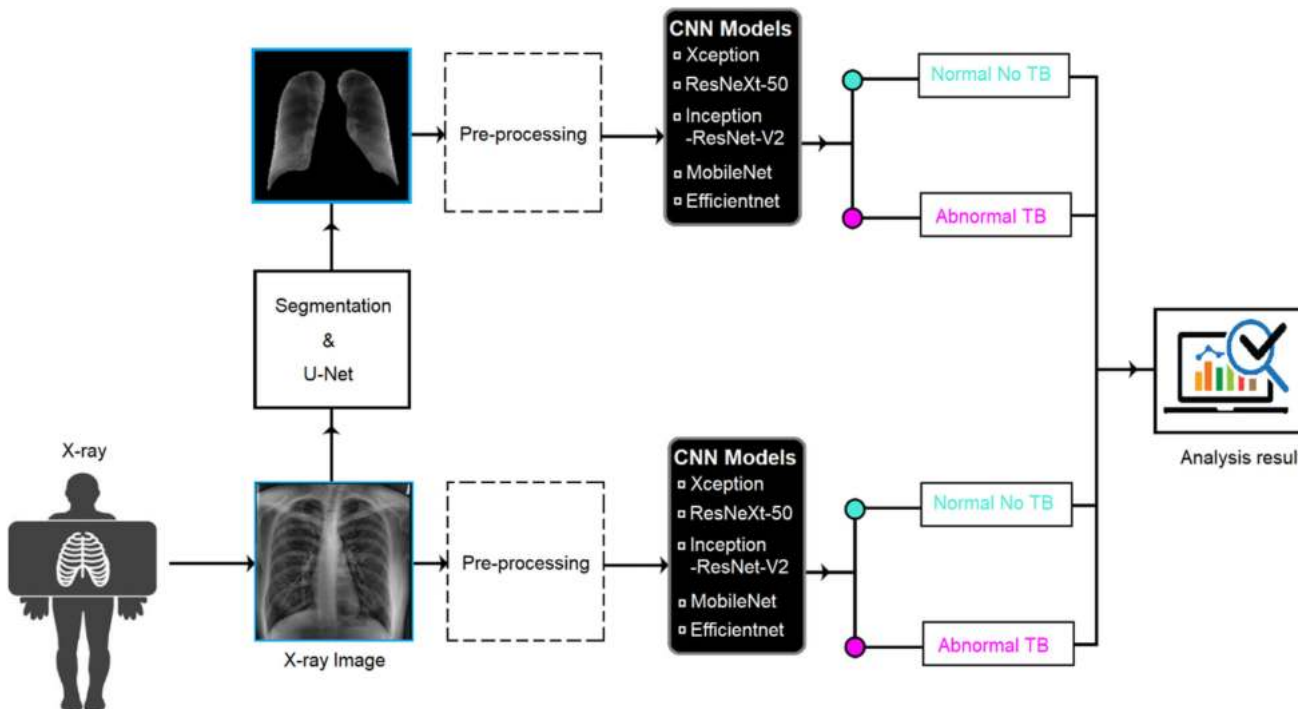 CNN Models
Xception
ResNeXt-50
Inception
-ResNet-V2
MobileNet
Efficientnet
Pre-processing
Normal No TB
Abnormal TB
Segmentation
&
U-Net
X-ray
X-ray Image
Pre-processing
CNN Models
Xception
ResNeXt-50
Inception
-ResNet-V2
MobileNet
Efficientnet
Normal No TB
Abnormal TB
Analysis result